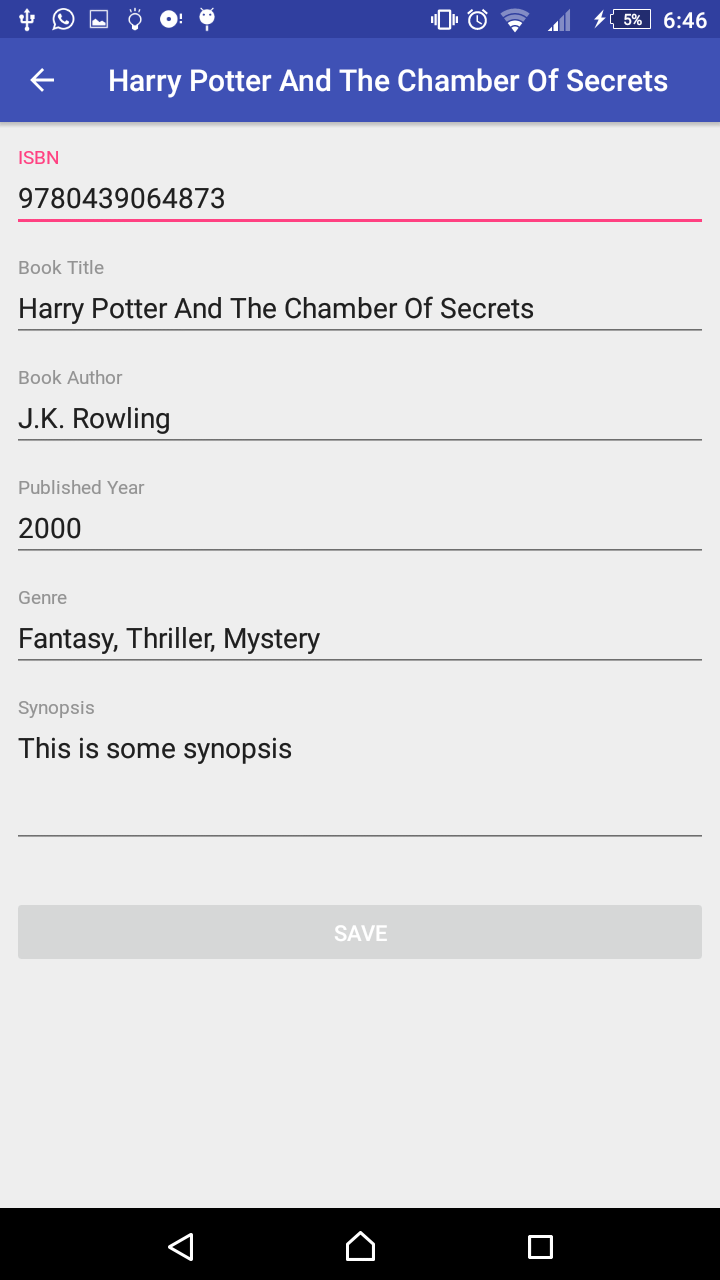 5%
6:46
Harry Potter And The Chamber Of Secrets
ISBN
9780439064873
Book Title
Harry Potter And The Chamber Of Secrets
Book Author
J.K. Rowling
Published Year
2000
Genre
Fantasy, Thriller, Mystery
Synopsis
This is some synopsis
SAVE